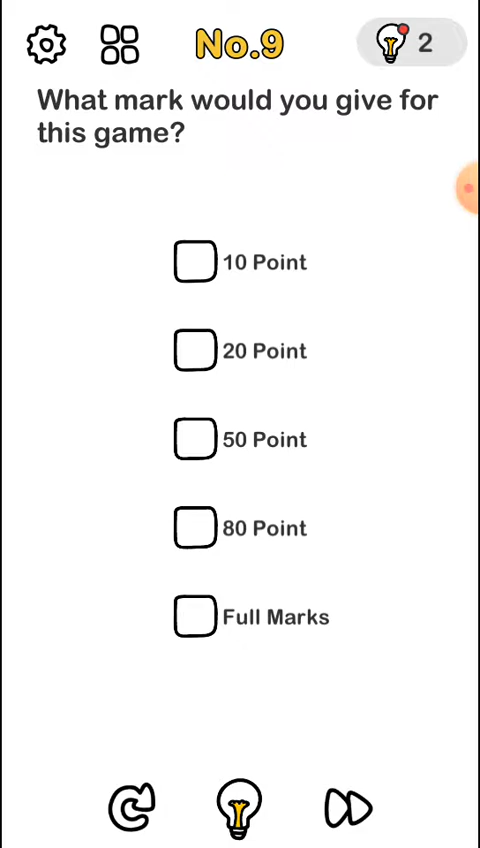 No.9
2
What mark would you give for
this game?
10 Point
20 Point
50 Point
80 Point
Full Marks